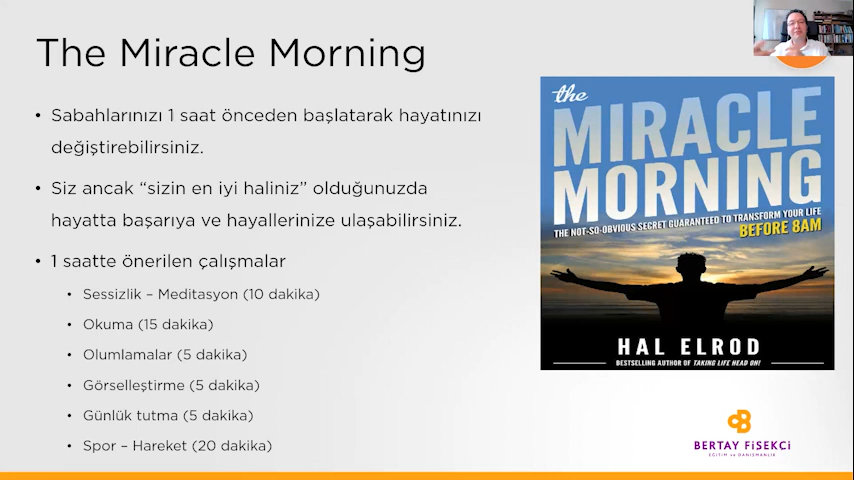 The Miracle Morning
• Sabahlarınızı 1 saat önceden başlatarak hayatınızı
değiştirebilirsiniz.
• Siz ancak “sizin en iyi haliniz” olduğunuzda
hayatta başarıya ve hayallerinize ulaşabilirsiniz.
• 1 saatte önerilen çalışmalar
• Sessizlik – Meditasyon (10 dakika)
• Okuma (15 dakika)
• Olumlamalar (5 dakika)
• Görselleştirme (5 dakika)
• Günlük tutma (5 dakika)
• Spor – Hareket (20 dakika)
the
MIRACLE
MORNING
THE NOT-SO-OBVIOUS SECRET GUARANTEED TO TRANSFORM YOUR LIFE
BEFORE 8AM
HAL ELROD
BESTSELLING AUTHOR OF TAKING LIFE HEAD ON!
BERTAY FiSEKÇi
EĞİTİM ve DANIŞMANLIK